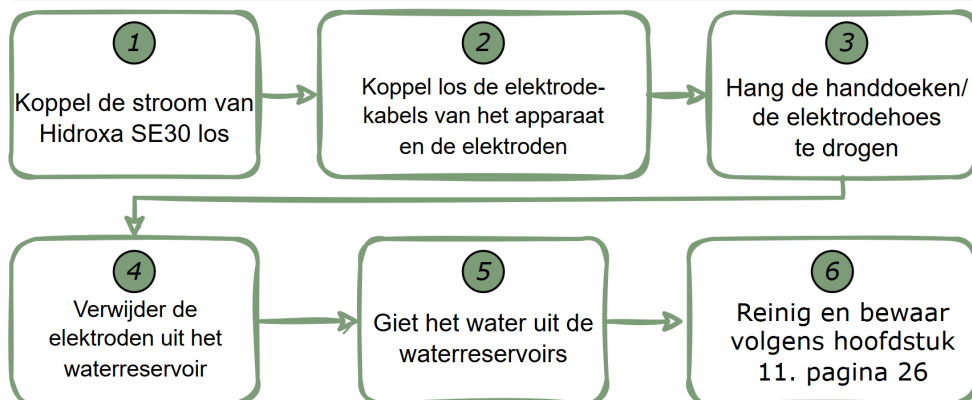 1
Koppel de stroom van
Hidroxa SE30 los
2
Koppel los de elektrode-
kabels van het apparaat
en de elektroden
3
Hang de handdoeken/
de elektrodehoes
te drogen
4
Verwijder de
elektroden uit het
waterreservoir
5
Giet het water uit de
waterreservoirs
6
Reinig en bewaar
volgens hoofdstuk
11. pagina 26